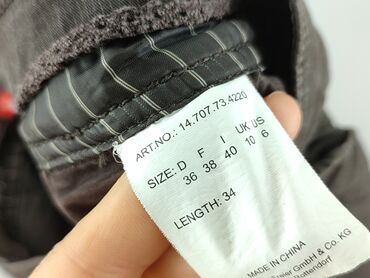 ART.NO.: 14.707.73.4220
SIZE: D F I UK US
36 38 40 10 6
LENGTH: 34
MADE IN CHINA
GmbH & Co. KG